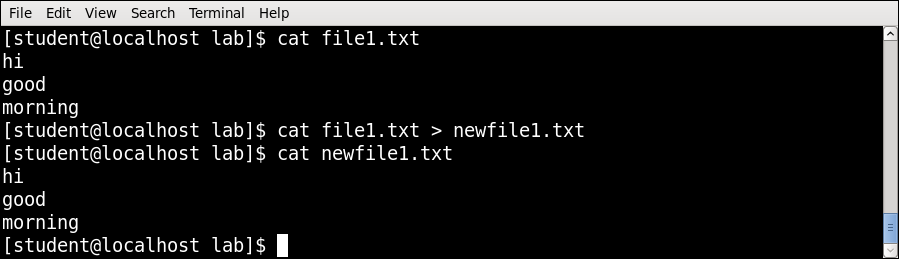 File Edit View Search Terminal Help
[student@localhost lab]$ cat file1.txt
hi
good
morning
[student@localhost lab]$ cat file1.txt > newfile1.txt
[student@localhost lab]$ cat newfile1.txt
hi
good
morning
[student@localhost lab]$